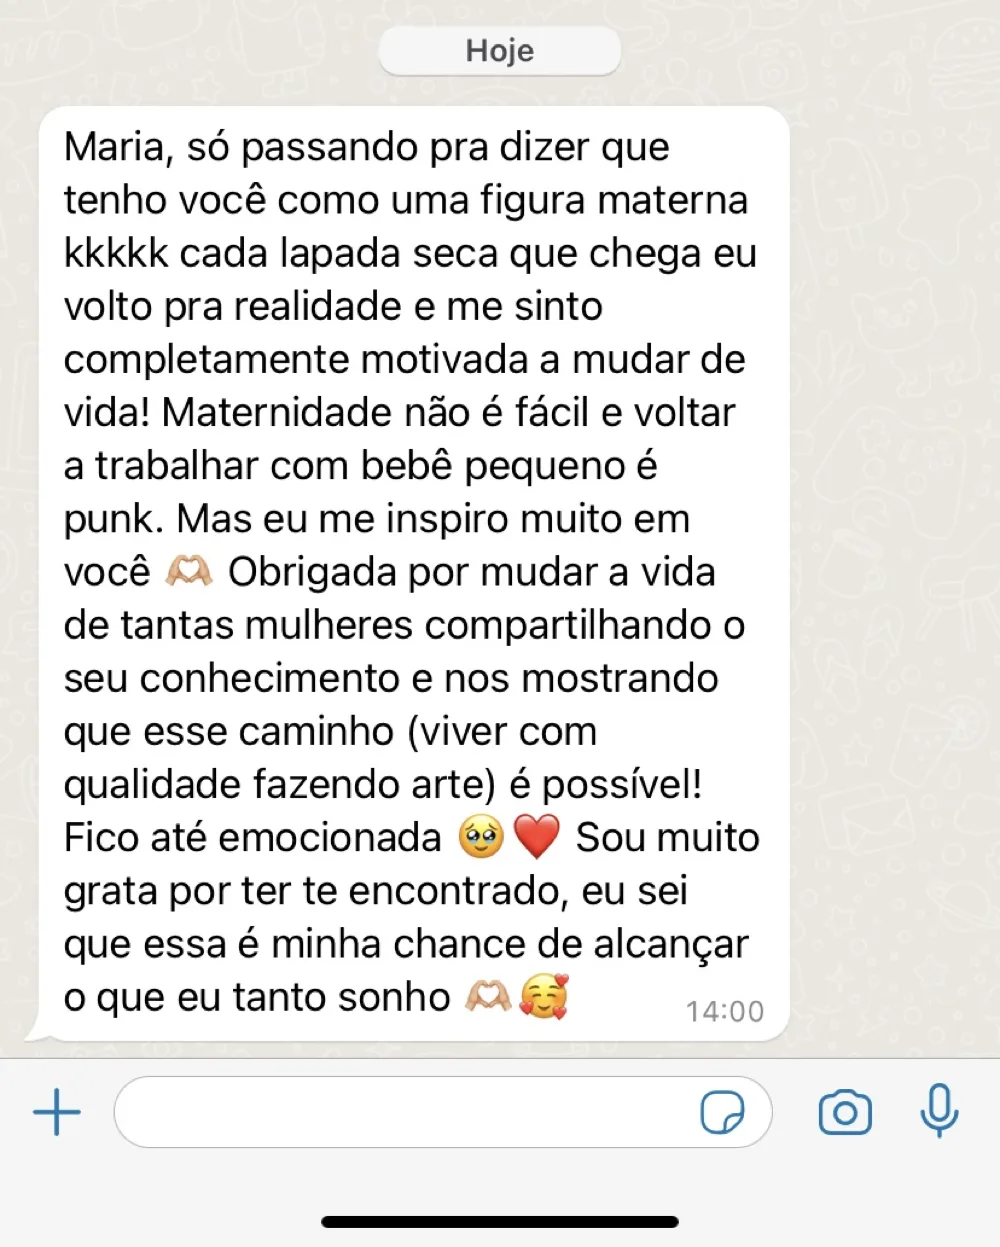 Hoje
Maria, só passando pra dizer que
tenho você como uma figura materna
kkkkk cada lapada seca que chega eu
volto pra realidade e me sinto
completamente motivada a mudar de
vida! Maternidade não é fácil e voltar
a trabalhar com bebê pequeno é
punk. Mas eu me inspiro muito em
você 🫶🏼 Obrigada por mudar a vida
de tantas mulheres compartilhando o
seu conhecimento e nos mostrando
que esse caminho (viver com
qualidade fazendo arte) é possível!
Fico até emocionada 🥹❤️ Sou muito
grata por ter te encontrado, eu sei
que essa é minha chance de alcançar
o que eu tanto sonho 🫶🏼🥰
14:00